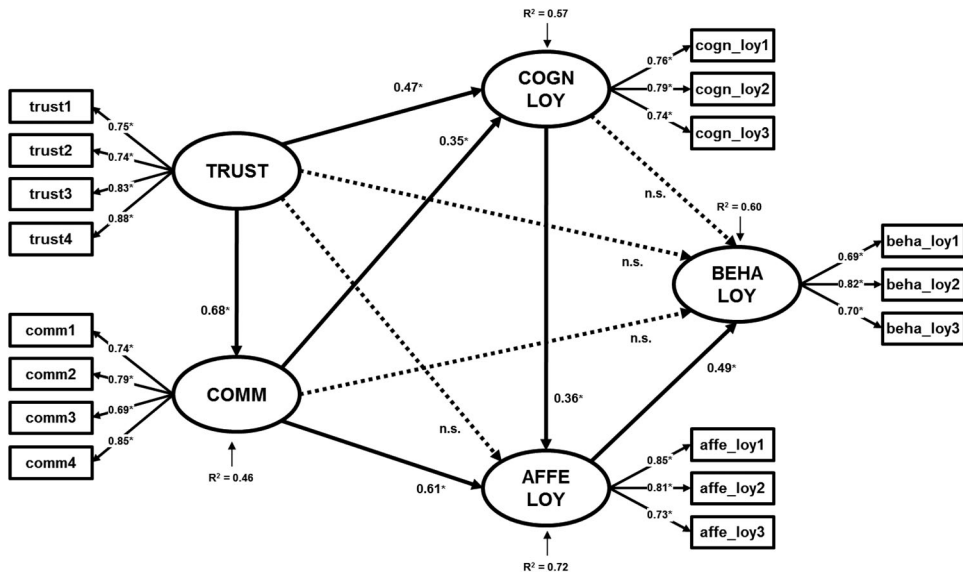 R² = 0.57
COGN
LOY
0.76*
0.79*
0.74*
cogn_loy1
cogn_loy2
cogn_loy3
trust1
trust2
trust3
trust4
0.75*
0.74*
0.83*
0.88*
TRUST
0.47*
0.35*
n.s.
n.s.
R² = 0.60
BEHA
LOY
0.69*
0.82*
0.70*
beha_loy1
beha_loy2
beha_loy3
0.68*
comm1
comm2
comm3
comm4
0.74*
0.79*
0.69*
0.85*
COMM
R² = 0.46
n.s.
n.s.
0.36*
0.49*
0.61*
AFFE
LOY
0.85*
0.81*
0.73*
affe_loy1
affe_loy2
affe_loy3
R² = 0.72